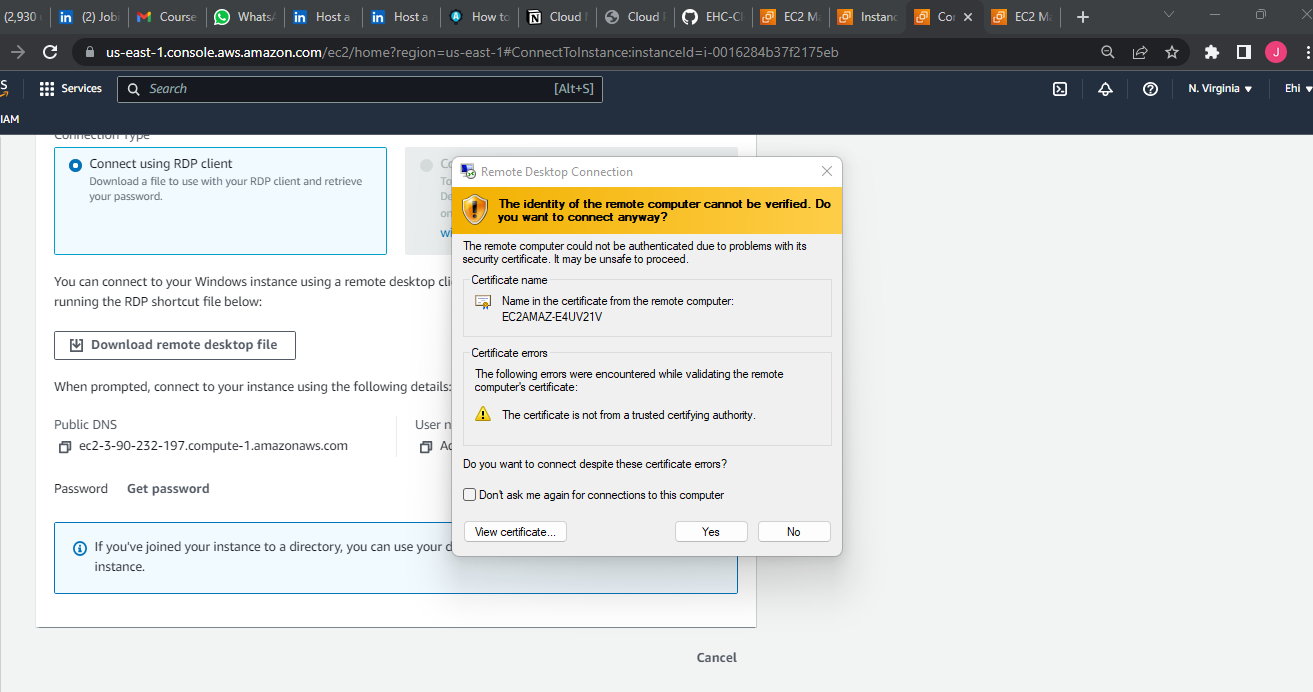 (2,930
(2) Jobs
Course
WhatsA
Host a
Host a
How to
Cloud
Cloud
EHC-C
EC2 Ma
Instanc
Co
EC2 Ma
us-east-1.console.aws.amazon.com/ec2/home?region=us-east-1#ConnectToInstance:instanceId=i-0016284b37f2175eb
J
Services
Search
[Alt+S]
N. Virginia
Ehi
IAM
Connection Type
Connect using RDP client
Download a file to use with your RDP client and retrieve
your password.
You can connect to your Windows instance using a remote desktop cli
running the RDP shortcut file below:
Download remote desktop file
When prompted, connect to your instance using the following details:
Public DNS
ec2-3-90-232-197.compute-1.amazonaws.com
User n
Password Get password
If you've joined your instance to a directory, you can use your d
instance.
Cancel
Remote Desktop Connection
The identity of the remote computer cannot be verified. Do
you want to connect anyway?
The remote computer could not be authenticated due to problems with its
security certificate. It may be unsafe to proceed.
Certificate name
Name in the certificate from the remote computer:
EC2AMAZ-E4UV21V
Certificate errors
The following errors were encountered while validating the remote
computer's certificate:
The certificate is not from a trusted certifying authority.
Do you want to connect despite these certificate errors?
Don't ask me again for connections to this computer
View certificate...
Yes
No